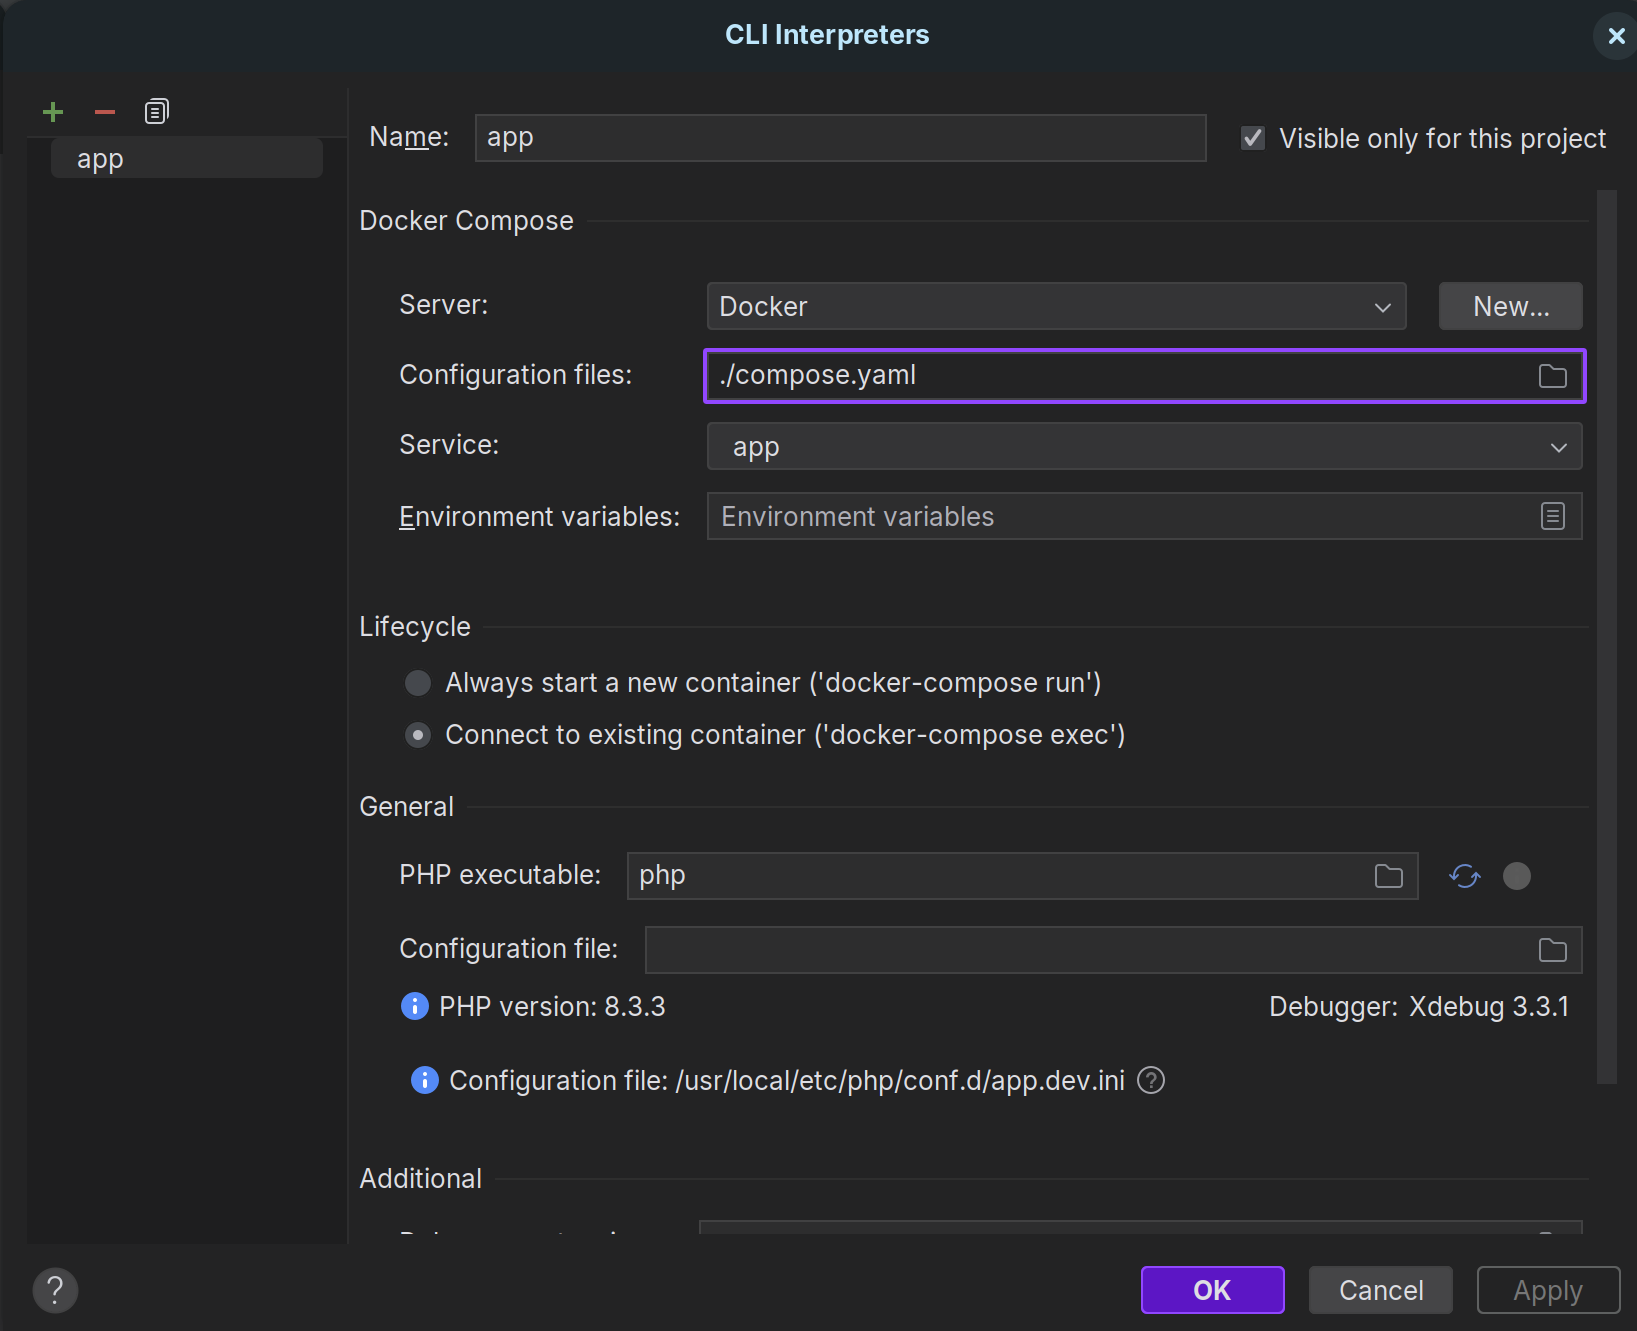 CLI Interpreters
app
Name: app Visible only for this project
Docker Compose
Server: Docker New...
Configuration files: ./compose.yaml
Service: app
Environment variables: Environment variables
Lifecycle
Always start a new container ('docker-compose run')
Connect to existing container ('docker-compose exec')
General
PHP executable: php
Configuration file:
PHP version: 8.3.3 Debugger: Xdebug 3.3.1
Configuration file: /usr/local/etc/php/conf.d/app.dev.ini ?
Additional
? OK Cancel Apply